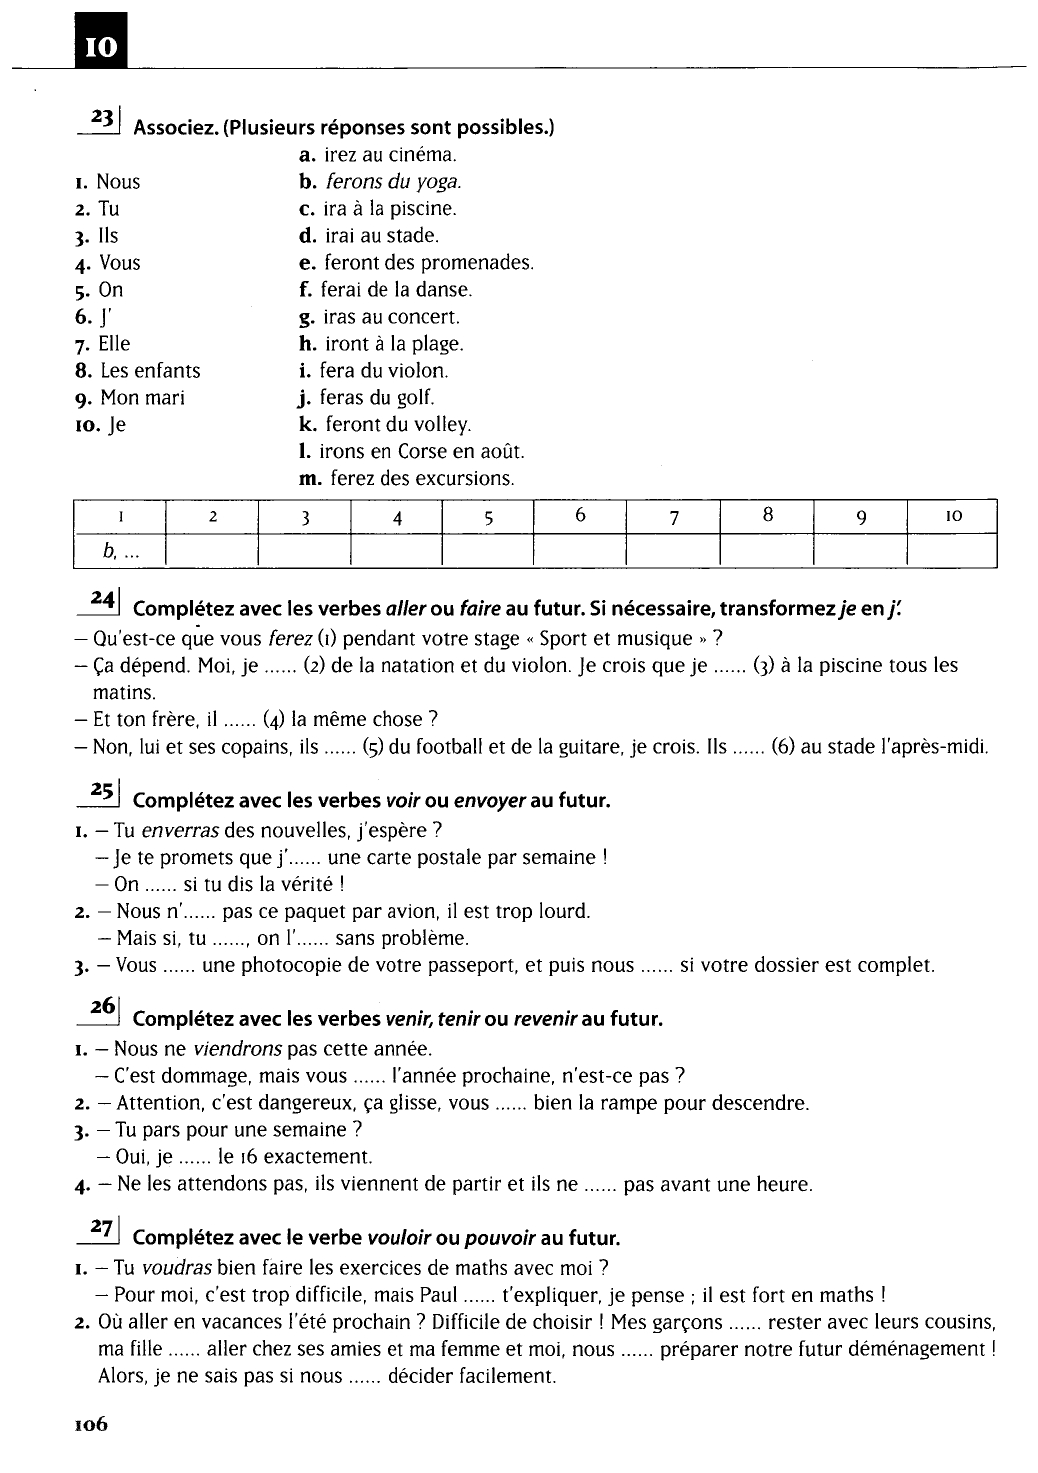 10
23 Associez. (Plusieurs réponses sont possibles.)
a. irez au cinéma.
1. Nous b. ferons du yoga.
2. Tu c. ira à la piscine.
3. Ils d. irai au stade.
4. Vous e. feront des promenades.
5. On f. ferai de la danse.
6. J' g. iras au concert.
7. Elle h. iront à la plage.
8. Les enfants i. fera du violon.
9. Mon mari j. feras du golf.
10. Je k. feront du volley.
l. irons en Corse en août.
m. ferez des excursions.
1 2 3 4 5 6 7 8 9 10
b, ...
24 Complétez avec les verbes aller ou faire au futur. Si nécessaire, transformez je en j'.
– Qu'est-ce que vous ferez (1) pendant votre stage « Sport et musique » ?
– Ça dépend. Moi, je ...... (2) de la natation et du violon. Je crois que je ...... (3) à la piscine tous les
matins.
– Et ton frère, il ...... (4) la même chose ?
– Non, lui et ses copains, ils ...... (5) du football et de la guitare, je crois. Ils ...... (6) au stade l'après-midi.
25 Complétez avec les verbes voir ou envoyer au futur.
1. – Tu enverras des nouvelles, j'espère ?
– Je te promets que j'...... une carte postale par semaine !
– On ...... si tu dis la vérité !
2. – Nous n'...... pas ce paquet par avion, il est trop lourd.
– Mais si, tu ......, on l'...... sans problème.
3. – Vous ...... une photocopie de votre passeport, et puis nous ...... si votre dossier est complet.
26 Complétez avec les verbes venir, tenir ou revenir au futur.
1. – Nous ne viendrons pas cette année.
– C'est dommage, mais vous ...... l'année prochaine, n'est-ce pas ?
2. – Attention, c'est dangereux, ça glisse, vous ...... bien la rampe pour descendre.
3. – Tu pars pour une semaine ?
– Oui, je ...... le 16 exactement.
4. – Ne les attendons pas, ils viennent de partir et ils ne ...... pas avant une heure.
27 Complétez avec le verbe vouloir ou pouvoir au futur.
1. – Tu voudras bien faire les exercices de maths avec moi ?
– Pour moi, c'est trop difficile, mais Paul ...... t'expliquer, je pense ; il est fort en maths !
2. Où aller en vacances l'été prochain ? Difficile de choisir ! Mes garçons ...... rester avec leurs cousins,
ma fille ...... aller chez ses amies et ma femme et moi, nous ...... préparer notre futur déménagement !
Alors, je ne sais pas si nous ...... décider facilement.
106